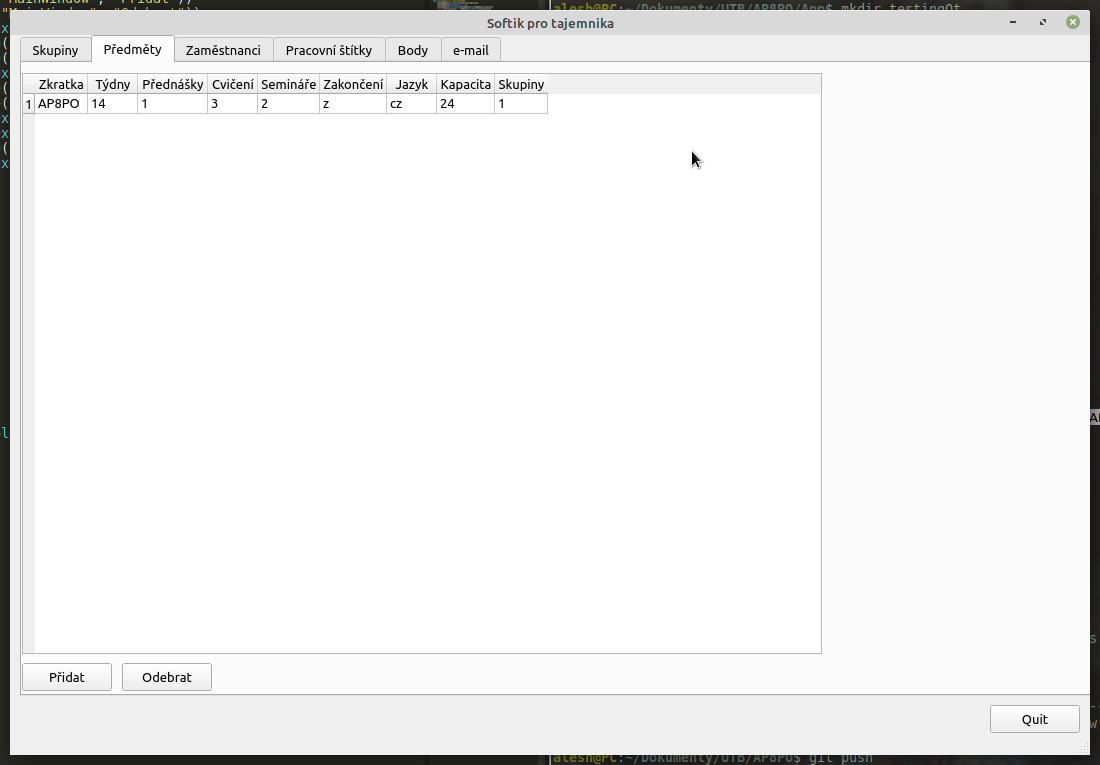 alesh@PC:~/Dokumenty/UTB/AP8PO/App$ mkdir testingQt
Softik pro tajemnika
Skupiny Předměty Zaměstnanci Pracovní štítky Body e-mail
Zkratka Týdny Přednášky Cvičení Semináře Zakončení Jazyk Kapacita Skupiny
1 AP8PO 14 1 3 2 z cz 24 1
Přidat Odebrat
Quit
alesh@PC:~/Dokumenty/UTB/AP8PO$ git push